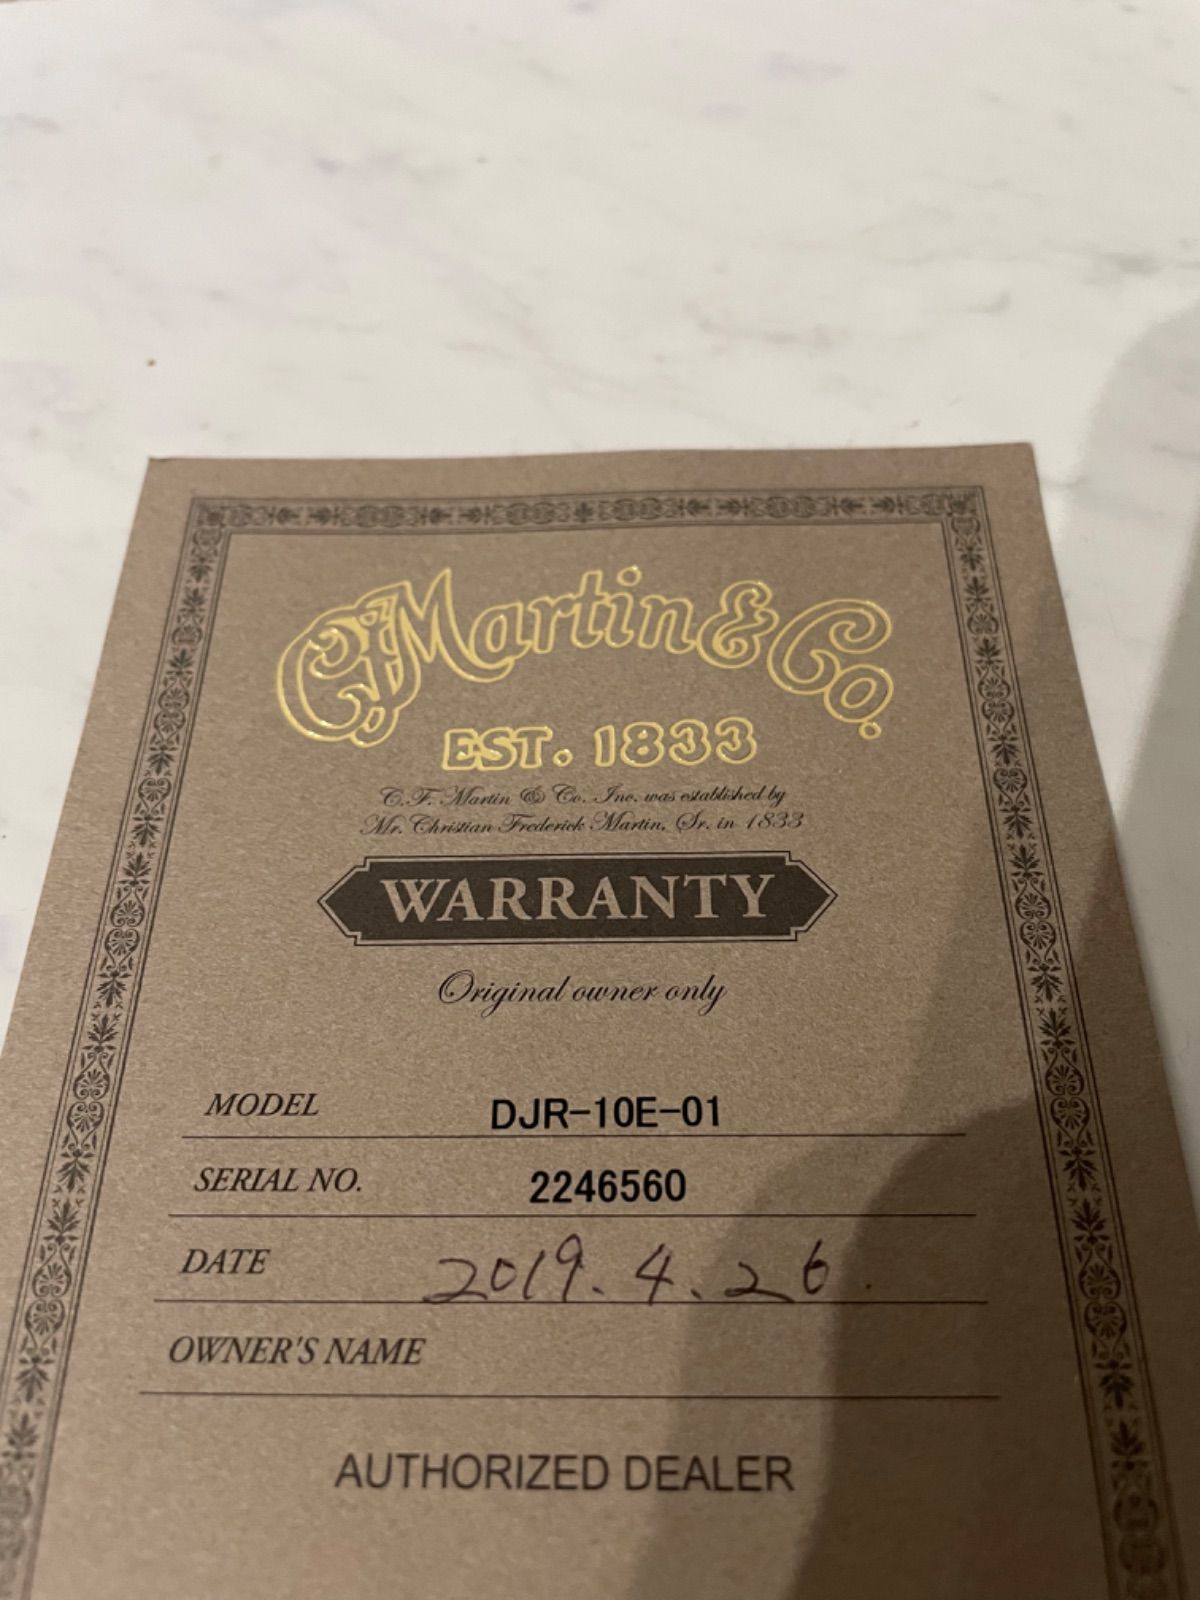 C.F. Martin & Co.
EST. 1833
C.F. Martin & Co. Inc. was established by
Mr. Christian Frederick Martin, Sr. in 1833
WARRANTY
Original owner only
MODEL DJR-10E-01
SERIAL NO. 2246560
DATE 2019.4.26.
OWNER'S NAME
AUTHORIZED DEALER